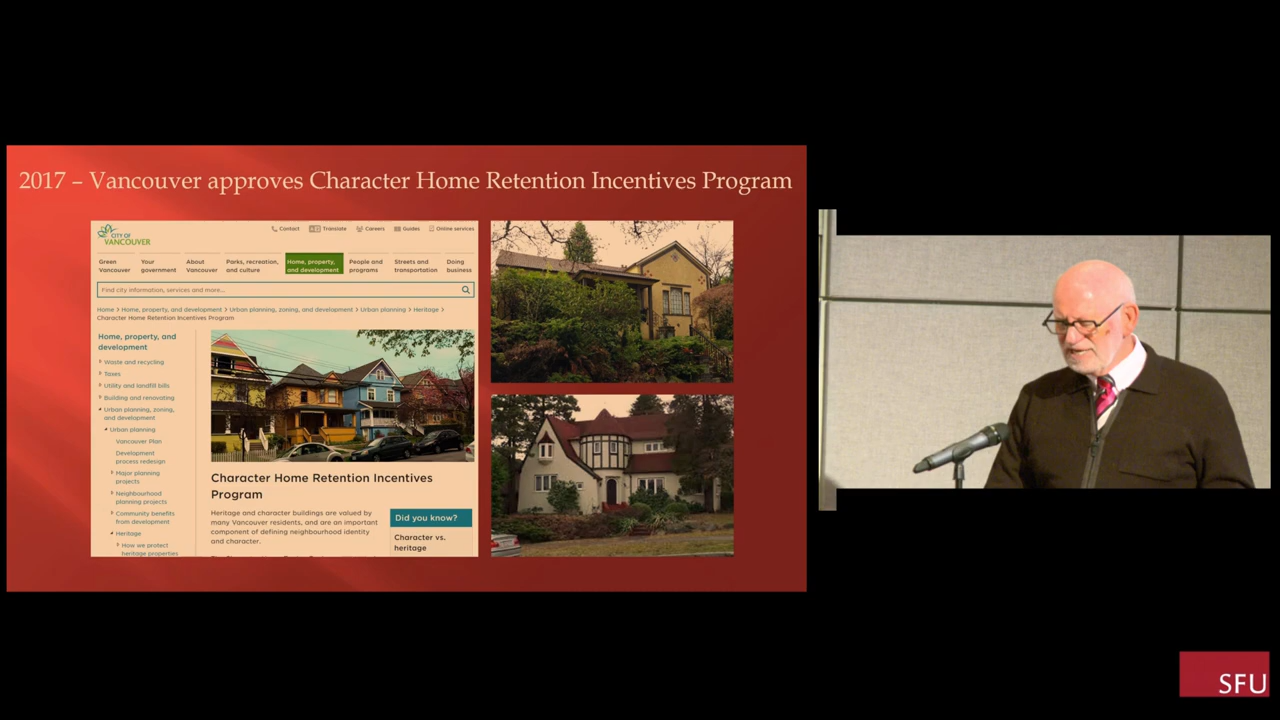 2017 – Vancouver approves Character Home Retention Incentives Program
CITY OF
VANCOUVER
Contact
Translate
Careers
Guides
Online services
Green
Vancouver
Your
government
About
Vancouver
Parks, recreation,
and culture
Home, property,
and development
People and
programs
Streets and
transportation
Doing
business
Find city information, services and more...
Home > Home, property, and development > Urban planning, zoning, and development > Urban planning > Heritage >
Character Home Retention Incentives Program
Home, property, and
development
Waste and recycling
Taxes
Utility and landfill bills
Building and renovating
Urban planning, zoning,
and development
Urban planning
Vancouver Plan
Development
process redesign
Major planning
projects
Neighbourhood
planning projects
Community benefits
from development
Heritage
How we protect
heritage properties
Character Home Retention Incentives
Program
Heritage and character buildings are valued by
many Vancouver residents, and are an important
component of defining neighbourhood identity
and character.
Did you know?
Character vs.
heritage
SFU